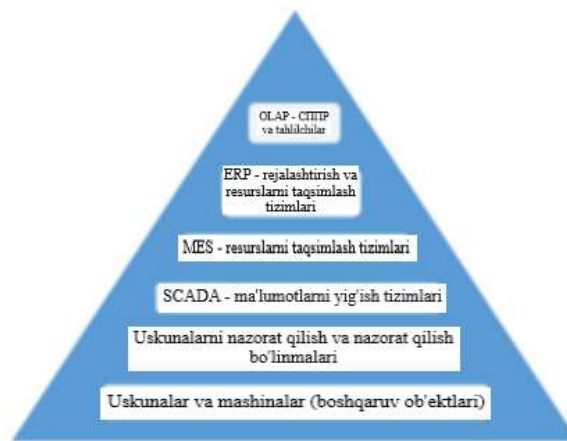 OLAP - СППР
va tahlilchilar
ERP - rejalashtirish va
resurslarni taqsimlash
tizimlari
MES - resurslarni taqsimlash tizimlari
SCADA - ma'lumotlarni yig'ish tizimlari
Uskunalarni nazorat qilish va nazorat qilish
bo'linmalari
Uskunalar va mashinalar (boshqaruv ob'ektlari)